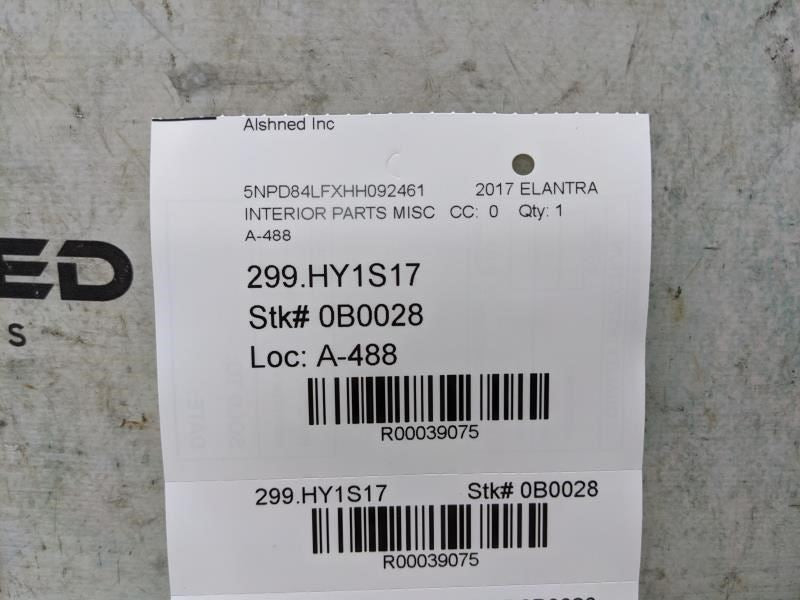 Alshned Inc
5NPD84LFXHH092461 2017 ELANTRA
INTERIOR PARTS MISC CC: 0 Qty: 1
A-488
299.HY1S17
Stk# 0B0028
Loc: A-488
R00039075
299.HY1S17 Stk# 0B0028
R00039075
0B0028
ED
S